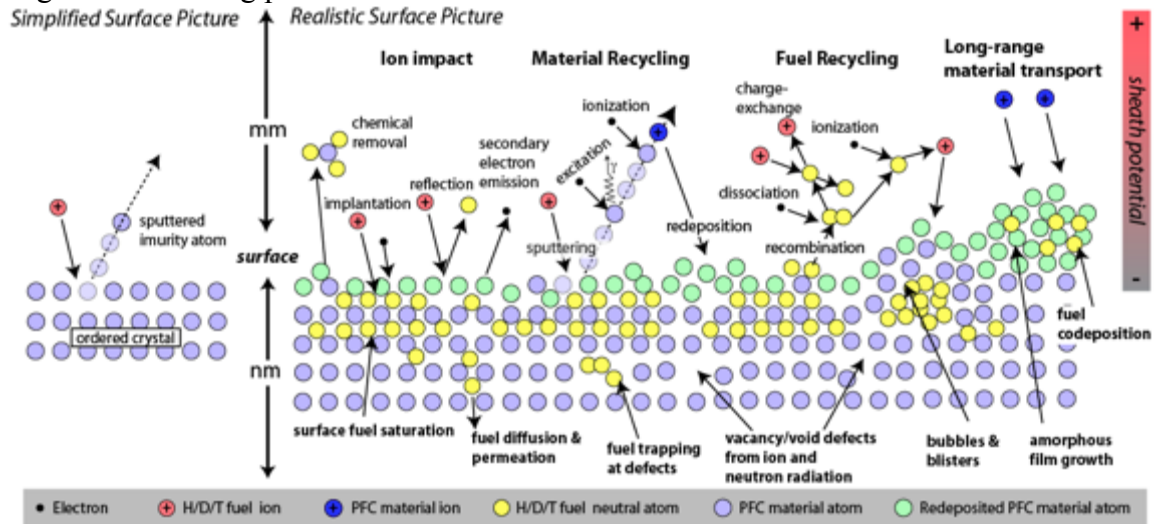 Simplified Surface Picture
Realistic Surface Picture
Ion impact
Material Recycling
Fuel Recycling
Long-range
material transport
+
sheath potential
-
mm
surface
nm
sputtered
imurity atom
ordered crystal
chemical
removal
implantation
reflection
secondary
electron
emission
ionization
excitation
γ
sputtering
redeposition
charge-
exchange
ionization
dissociation
recombination
fuel
codeposition
surface fuel saturation
fuel diffusion &
permeation
fuel trapping
at defects
vacancy/void defects
from ion and
neutron radiation
bubbles &
blisters
amorphous
film growth
Electron
H/D/T fuel ion
PFC material ion
H/D/T fuel neutral atom
PFC material atom
Redeposited PFC material atom